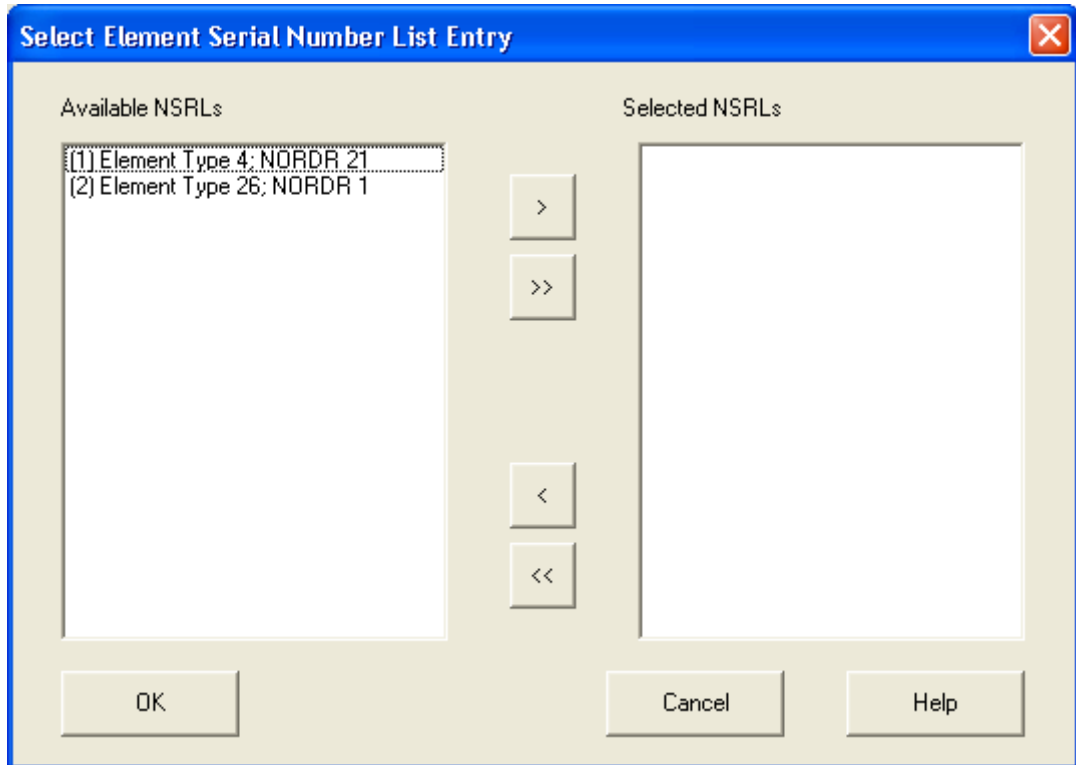 Select Element Serial Number List Entry
Available NSRLs
Selected NSRLs
(1) Element Type 4; NORDR 21
(2) Element Type 26; NORDR 1
>
>>
<
<<
OK
Cancel
Help